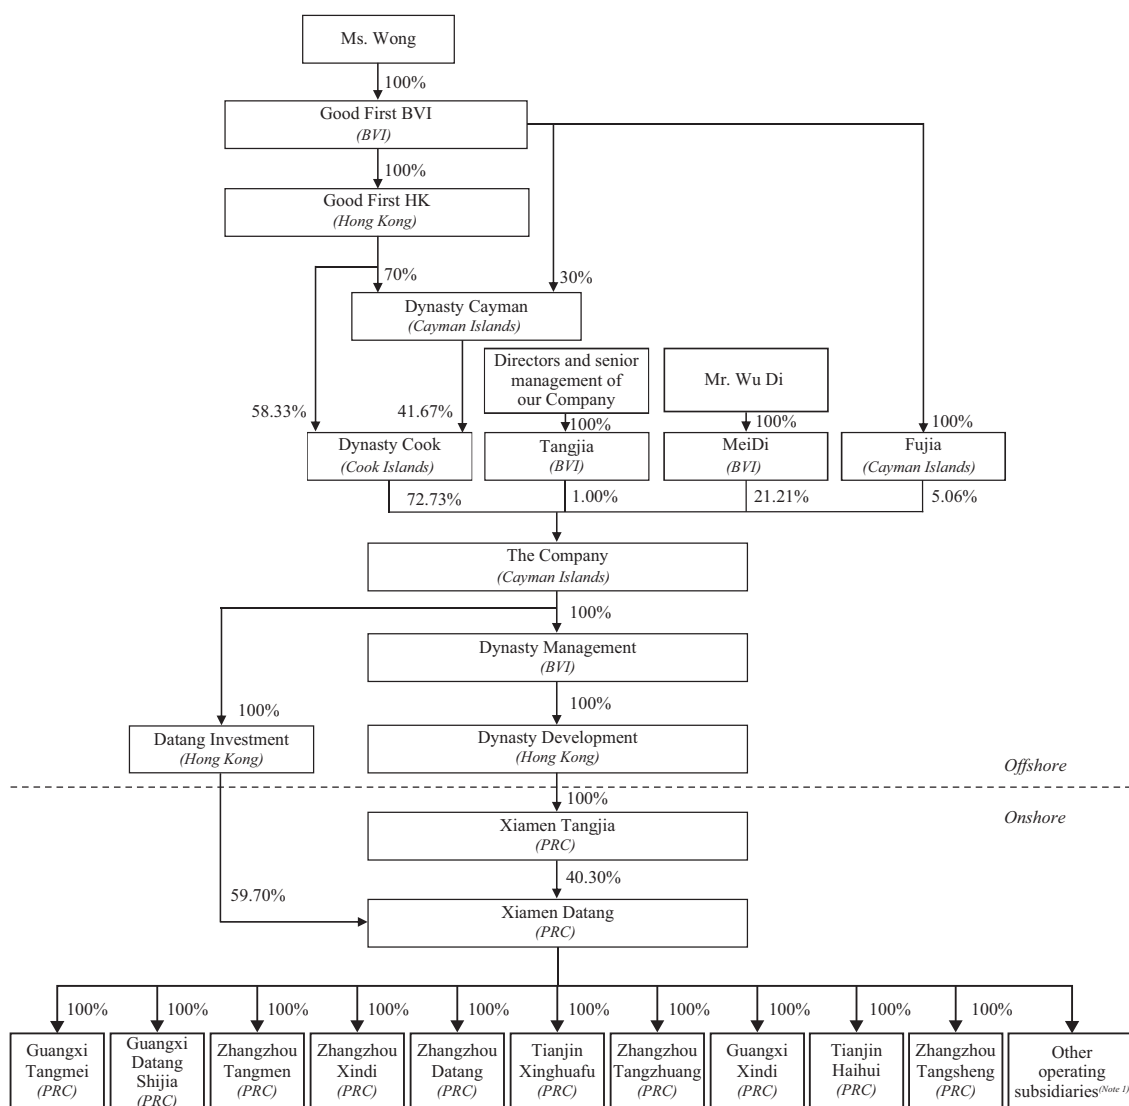 Ms. Wong
100%
Good First BVI
(BVI)
100%
Good First HK
(Hong Kong)
70%
30%
Dynasty Cayman
(Cayman Islands)
Directors and senior
management of
our Company
Mr. Wu Di
58.33%
41.67%
100%
100%
100%
Dynasty Cook
(Cook Islands)
Tangjia
(BVI)
MeiDi
(BVI)
Fujia
(Cayman Islands)
72.73%
1.00%
21.21%
5.06%
The Company
(Cayman Islands)
100%
Dynasty Management
(BVI)
100%
100%
Datang Investment
(Hong Kong)
Dynasty Development
(Hong Kong)
Offshore
100%
Onshore
Xiamen Tangjia
(PRC)
40.30%
59.70%
Xiamen Datang
(PRC)
100%
100%
100%
100%
100%
100%
100%
100%
100%
100%
Guangxi
Tangmei
(PRC)
Guangxi
Datang
Shijia
(PRC)
Zhangzhou
Tangmen
(PRC)
Zhangzhou
Xindi
(PRC)
Zhangzhou
Datang
(PRC)
Tianjin
Xinghuafu
(PRC)
Zhangzhou
Tangzhuang
(PRC)
Guangxi
Xindi
(PRC)
Tianjin
Haihui
(PRC)
Zhangzhou
Tangsheng
(PRC)
Other
operating
subsidiaries(Note 1)